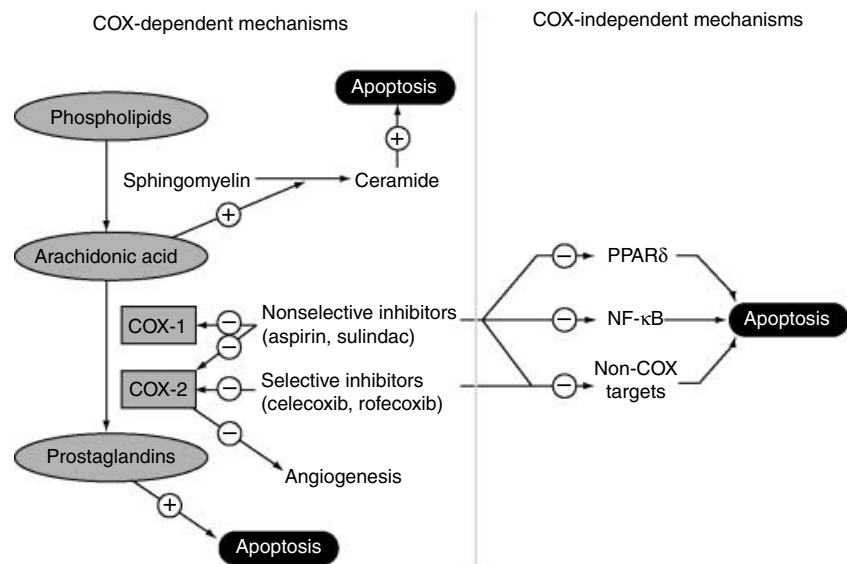 COX-dependent mechanisms
COX-independent mechanisms
Apoptosis
Phospholipids
+
Sphingomyelin
Ceramide
+
Arachidonic acid
− PPARδ
COX-1
−
−
Nonselective inhibitors
(aspirin, sulindac)
− NF-κB
Apoptosis
COX-2
−
Selective inhibitors
(celecoxib, rofecoxib)
−
Non-COX
targets
−
Prostaglandins
Angiogenesis
+
Apoptosis